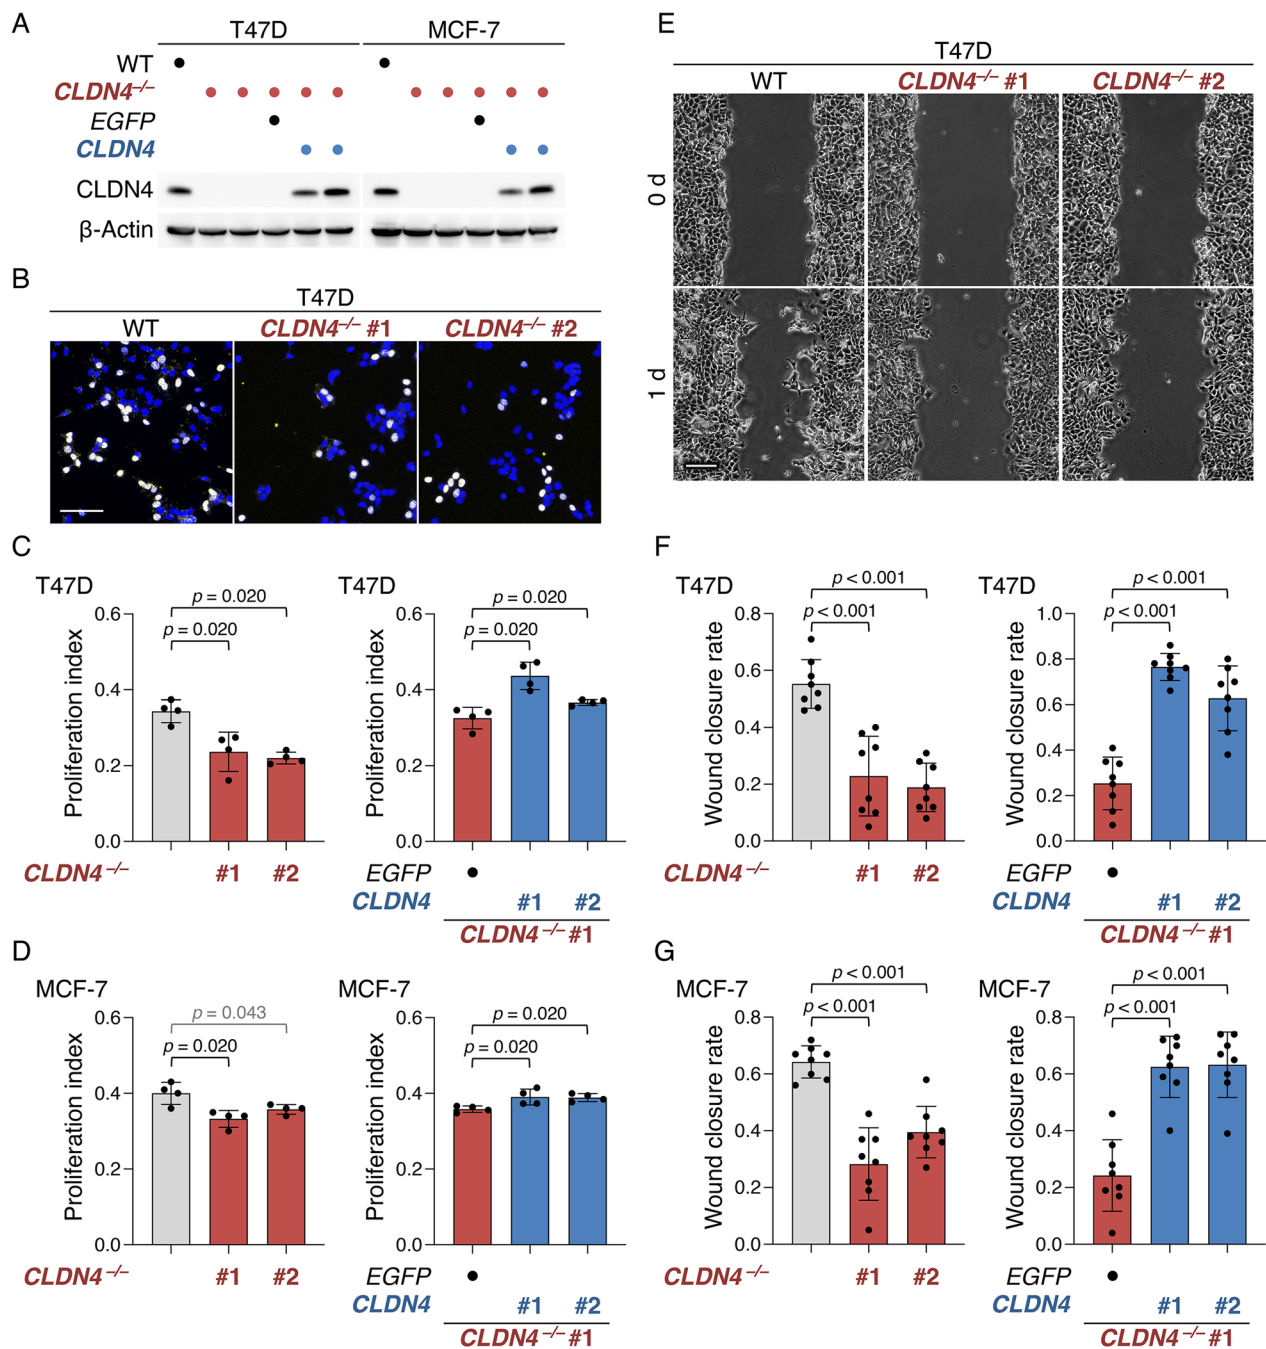 A
T47D
MCF-7
WT
CLDN4–/–
EGFP
CLDN4
CLDN4
β-Actin
B
T47D
WT
CLDN4–/– #1
CLDN4–/– #2
C
T47D
Proliferation index
0.6
0.4
0.2
0.0
p = 0.020
p = 0.020
CLDN4–/–
#1
#2
T47D
Proliferation index
0.6
0.4
0.2
0.0
p = 0.020
p = 0.020
EGFP
CLDN4
#1
#2
CLDN4–/– #1
D
MCF-7
Proliferation index
0.6
0.4
0.2
0.0
p = 0.043
p = 0.020
CLDN4–/–
#1
#2
MCF-7
Proliferation index
0.6
0.4
0.2
0.0
p = 0.020
p = 0.020
EGFP
CLDN4
#1
#2
CLDN4–/– #1
E
T47D
WT
CLDN4–/– #1
CLDN4–/– #2
0 d
1 d
F
T47D
Wound closure rate
0.8
0.6
0.4
0.2
0.0
p < 0.001
p < 0.001
CLDN4–/–
#1
#2
T47D
Wound closure rate
1.0
0.8
0.6
0.4
0.2
0.0
p < 0.001
p < 0.001
EGFP
CLDN4
#1
#2
CLDN4–/– #1
G
MCF-7
Wound closure rate
0.8
0.6
0.4
0.2
0.0
p < 0.001
p < 0.001
CLDN4–/–
#1
#2
MCF-7
Wound closure rate
0.8
0.6
0.4
0.2
0.0
p < 0.001
p < 0.001
EGFP
CLDN4
#1
#2
CLDN4–/– #1